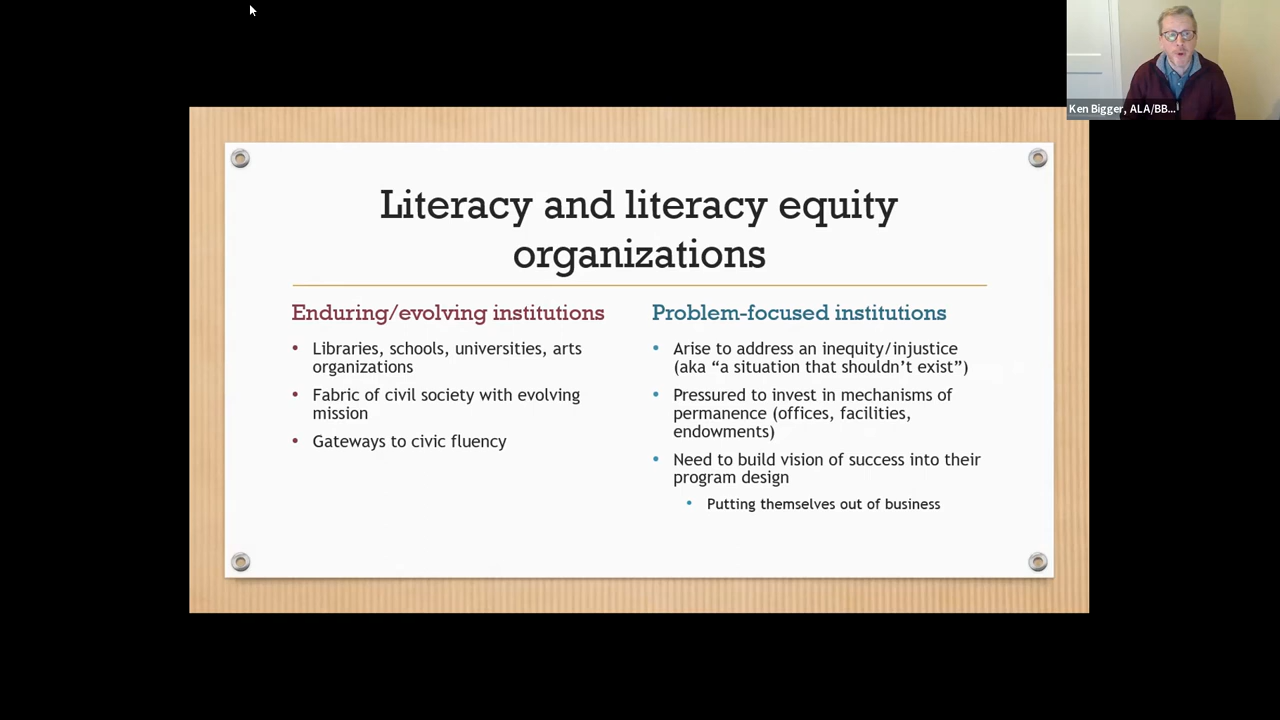 Ken Bigger, ALA/BB...
Literacy and literacy equity
organizations
Enduring/evolving institutions
• Libraries, schools, universities, arts
organizations
• Fabric of civil society with evolving
mission
• Gateways to civic fluency
Problem-focused institutions
• Arise to address an inequity/injustice
(aka “a situation that shouldn’t exist”)
• Pressured to invest in mechanisms of
permanence (offices, facilities,
endowments)
• Need to build vision of success into their
program design
• Putting themselves out of business